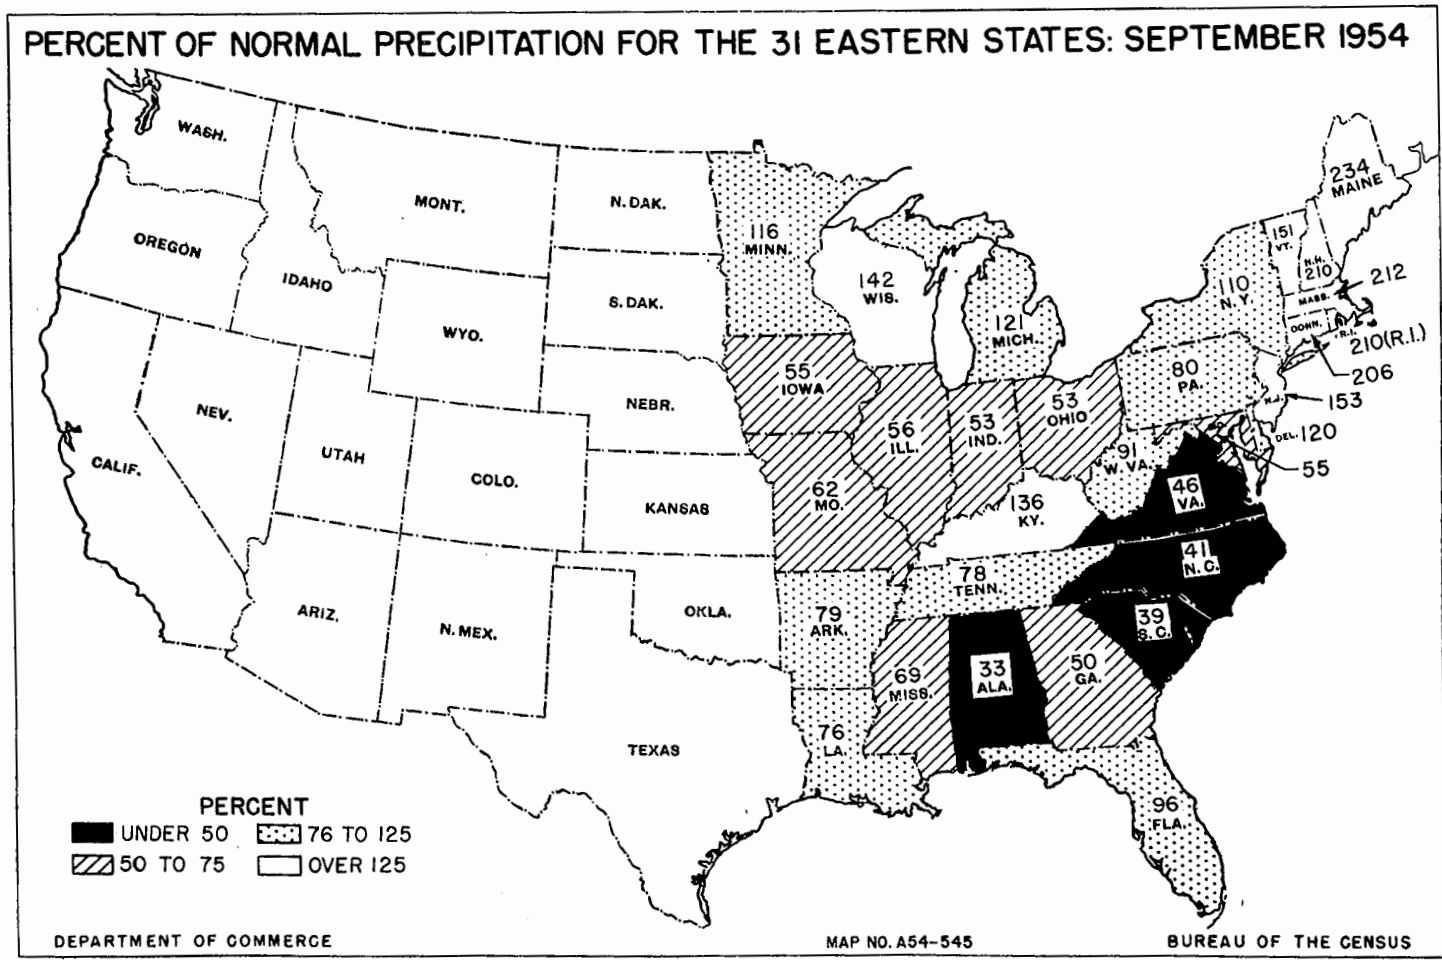 PERCENT OF NORMAL PRECIPITATION FOR THE 31 EASTERN STATES: SEPTEMBER 1954
WASH.
OREGON
CALIF.
IDAHO
NEV.
MONT.
WYO.
UTAH
COLO.
ARIZ.
N. MEX.
N. DAK.
S. DAK.
NEBR.
KANSAS
OKLA.
TEXAS
116
MINN.
55
IOWA
62
MO.
79
ARK.
76
LA.
142
WIS.
56
ILL.
121
MICH.
53
IND.
53
OHIO
136
KY.
78
TENN.
69
MISS.
33
ALA.
50
GA.
96
FLA.
39
S.C.
41
N.C.
46
VA.
91
W. VA.
80
PA.
110
N.Y.
151
VT.
N.H.
210
234
MAINE
MASS.
212
CONN.
R.I.
210(R.I.)
206
N.J.
153
DEL. 120
55
PERCENT
UNDER 50
76 TO 125
50 TO 75
OVER 125
DEPARTMENT OF COMMERCE
MAP NO. A54-545
BUREAU OF THE CENSUS